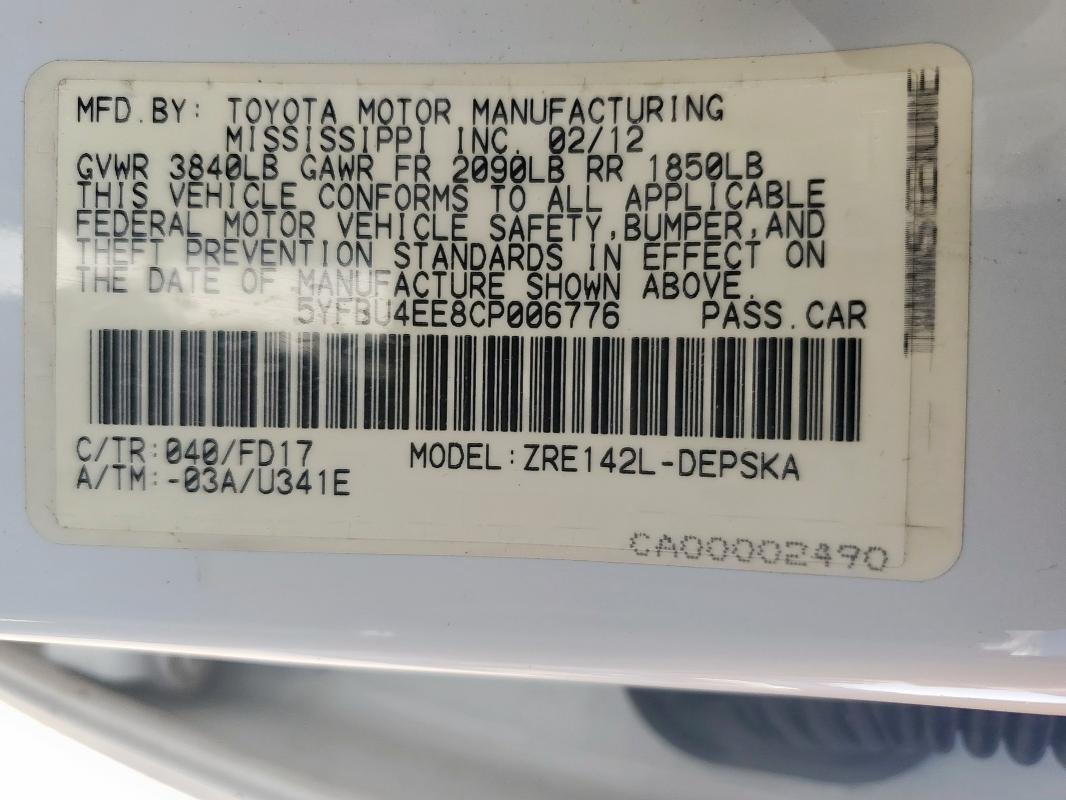 MFD.BY: TOYOTA MOTOR MANUFACTURING
MISSISSIPPI INC. 02/12
GVWR 3840LB GAWR FR 2090LB RR 1850LB
THIS VEHICLE CONFORMS TO ALL APPLICABLE
FEDERAL MOTOR VEHICLE SAFETY,BUMPER,AND
THEFT PREVENTION STANDARDS IN EFFECT ON
THE DATE OF MANUFACTURE SHOWN ABOVE.
5YFBU4EE8CP006776 PASS.CAR
C/TR:040/FD17 MODEL:ZRE142L-DEPSKA
A/TM:-03A/U341E
CA00002490